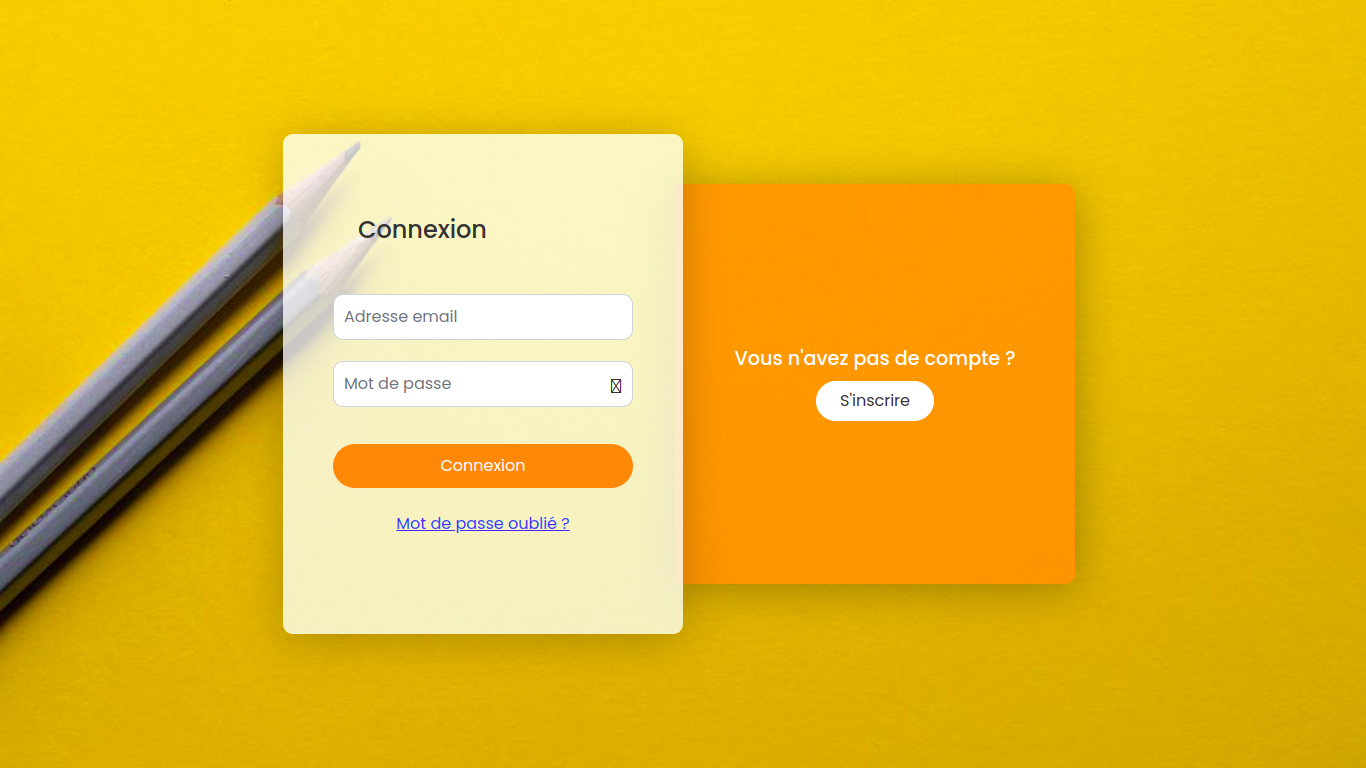 Connexion
Adresse email
Mot de passe
Connexion
Mot de passe oublié ?
Vous n'avez pas de compte ?
S'inscrire